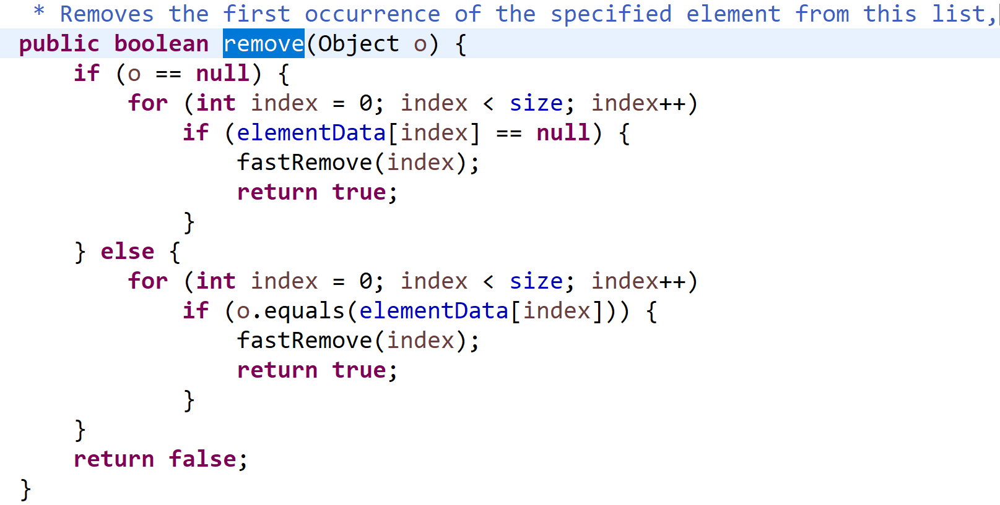 * Removes the first occurrence of the specified element from this list,
public boolean remove(Object o) {
    if (o == null) {
        for (int index = 0; index < size; index++)
            if (elementData[index] == null) {
                fastRemove(index);
                return true;
            }
    } else {
        for (int index = 0; index < size; index++)
            if (o.equals(elementData[index])) {
                fastRemove(index);
                return true;
            }
    }
    return false;
}